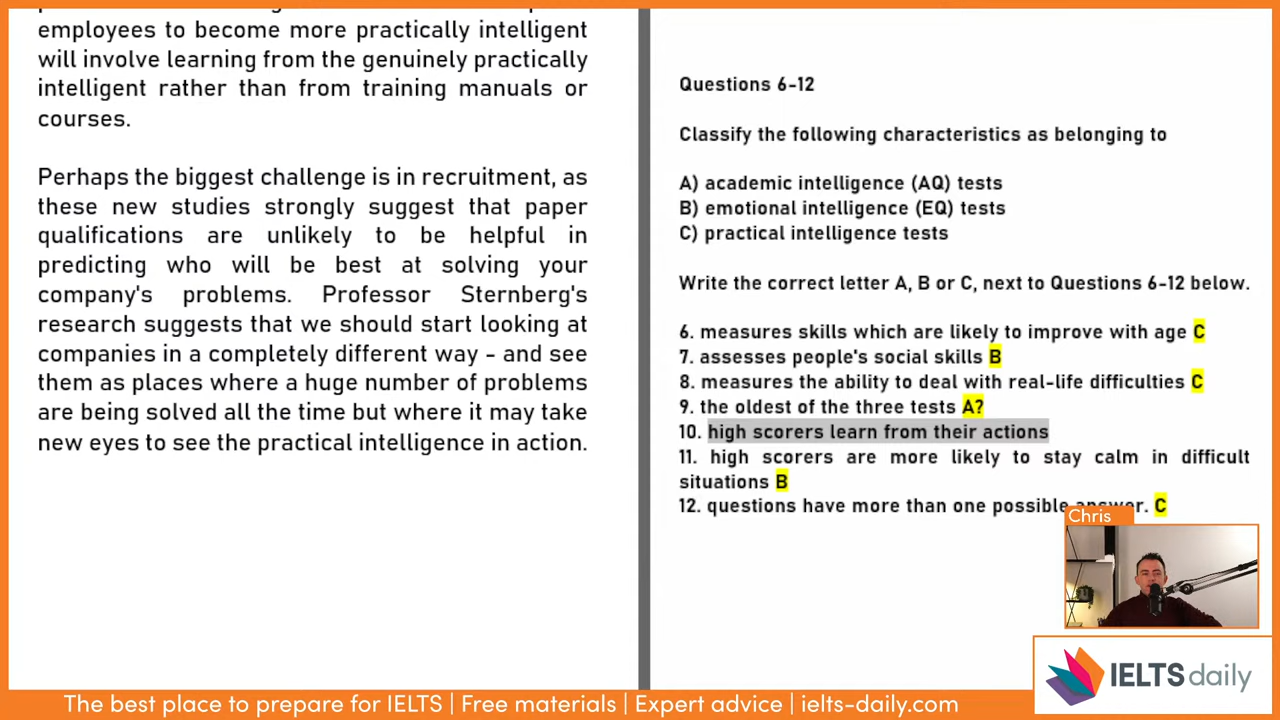 employees to become more practically intelligent
will involve learning from the genuinely practically
intelligent rather than from training manuals or
courses.
Perhaps the biggest challenge is in recruitment, as
these new studies strongly suggest that paper
qualifications are unlikely to be helpful in
predicting who will be best at solving your
company's problems. Professor Sternberg's
research suggests that we should start looking at
companies in a completely different way - and see
them as places where a huge number of problems
are being solved all the time but where it may take
new eyes to see the practical intelligence in action.
Questions 6-12
Classify the following characteristics as belonging to
A) academic intelligence (AQ) tests
B) emotional intelligence (EQ) tests
C) practical intelligence tests
Write the correct letter A, B or C, next to Questions 6-12 below.
6. measures skills which are likely to improve with age C
7. assesses people's social skills B
8. measures the ability to deal with real-life difficulties C
9. the oldest of the three tests A?
10. high scorers learn from their actions
11. high scorers are more likely to stay calm in difficult
situations B
12. questions have more than one possible answer. C
Chris
IELTS daily
The best place to prepare for IELTS | Free materials | Expert advice | ielts-daily.com